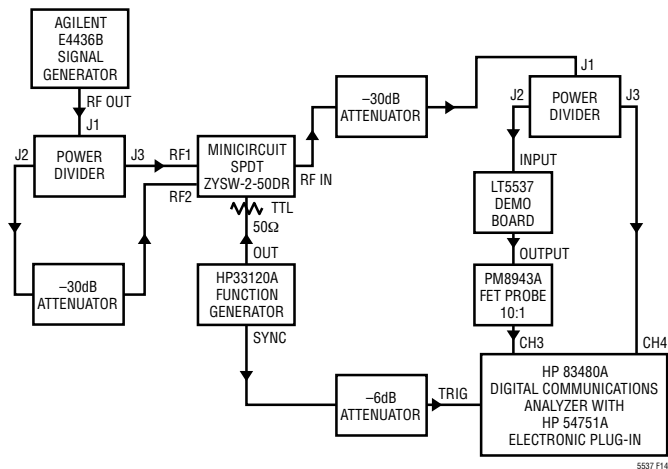 AGILENT
E4436B
SIGNAL
GENERATOR
RF OUT
J1
J2
POWER
DIVIDER
J3
RF1
RF2
–30dB
ATTENUATOR
MINICIRCUIT
SPDT
ZYSW-2-50DR
RF IN
TTL
50Ω
OUT
HP33120A
FUNCTION
GENERATOR
SYNC
–30dB
ATTENUATOR
J1
J2
POWER
DIVIDER
J3
INPUT
LT5537
DEMO
BOARD
OUTPUT
PM8943A
FET PROBE
10:1
CH3
CH4
–6dB
ATTENUATOR
TRIG
HP 83480A
DIGITAL COMMUNICATIONS
ANALYZER WITH
HP 54751A
ELECTRONIC PLUG-IN
5537 F14